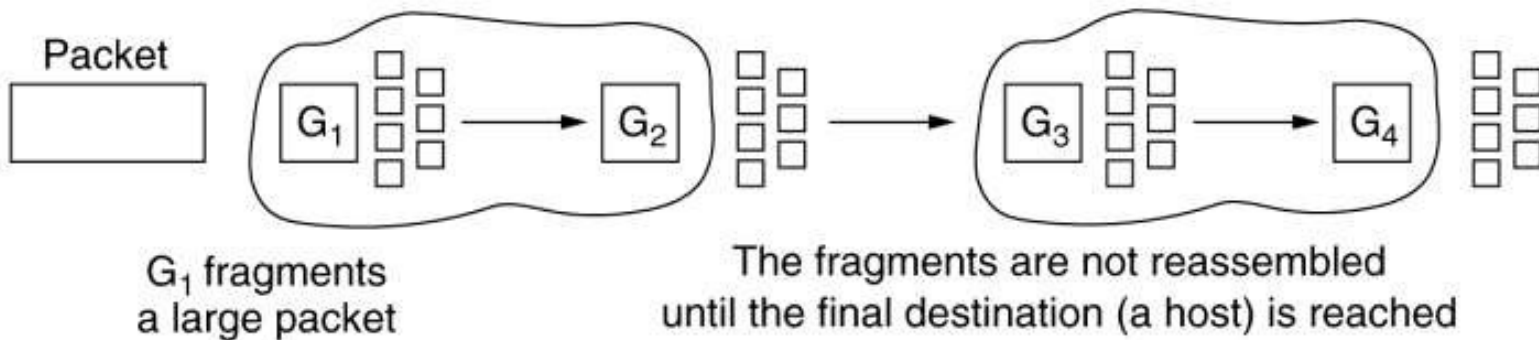 Packet
G₁
G₂
G₃
G₄
G₁ fragments
a large packet
The fragments are not reassembled
until the final destination (a host) is reached